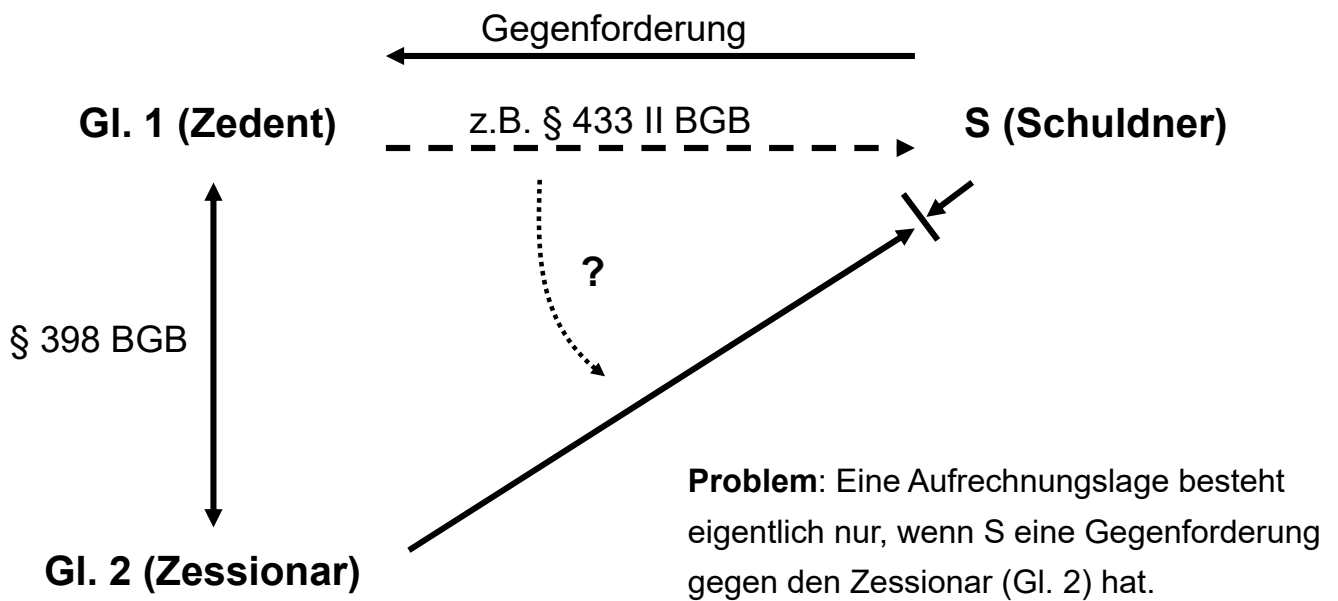 Gegenforderung
Gl. 1 (Zedent)
z.B. § 433 II BGB
S (Schuldner)
?
§ 398 BGB
Problem: Eine Aufrechnungslage besteht
eigentlich nur, wenn S eine Gegenforderung
gegen den Zessionar (Gl. 2) hat.
Gl. 2 (Zessionar)